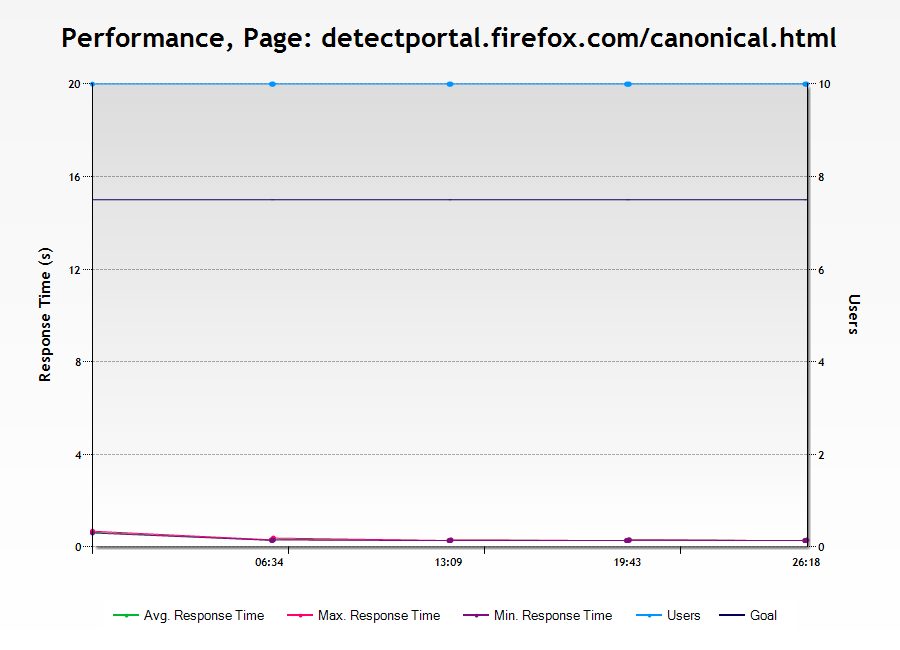 Performance, Page: detectportal.firefox.com/canonical.html
20
16
12
8
4
0
Response Time (s)
10
8
6
4
2
0
Users
06:34 13:09 19:43 26:18
Avg. Response Time Max. Response Time Min. Response Time Users Goal